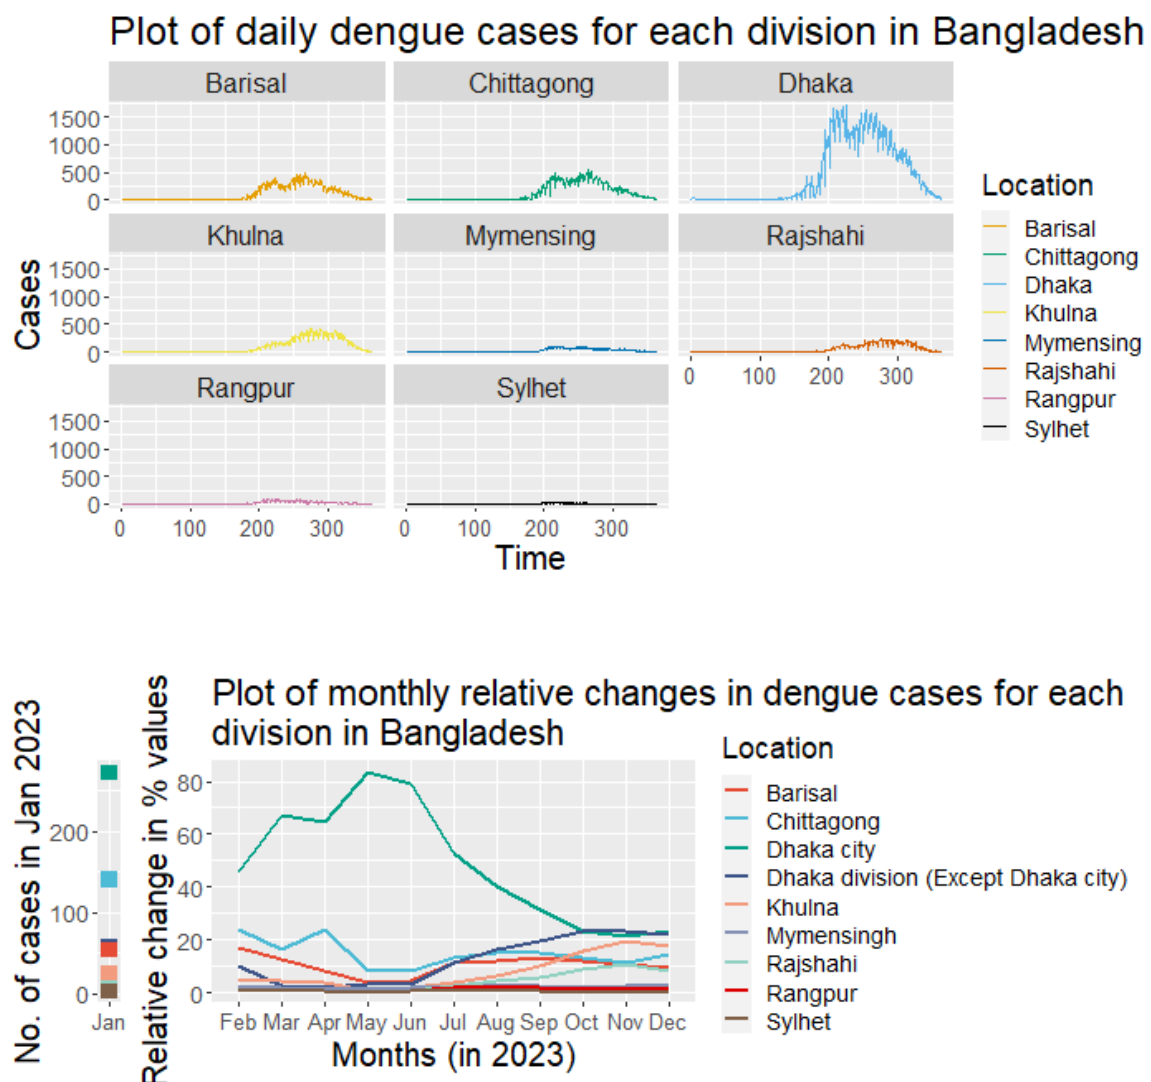 Plot of daily dengue cases for each division in Bangladesh
Barisal
Chittagong
Dhaka
1500
1000
500
0
Khulna
Mymensing
Rajshahi
1500
1000
500
0
0 100 200 300
Rangpur
Sylhet
1500
1000
500
0
0 100 200 300
0 100 200 300
Cases
Time
Location
Barisal
Chittagong
Dhaka
Khulna
Mymensing
Rajshahi
Rangpur
Sylhet
No. of cases in Jan 2023
200
100
0
Jan
Plot of monthly relative changes in dengue cases for each
division in Bangladesh
Relative change in % values
80
60
40
20
0
Feb Mar Apr May Jun Jul Aug Sep Oct Nov Dec
Months (in 2023)
Location
Barisal
Chittagong
Dhaka city
Dhaka division (Except Dhaka city)
Khulna
Mymensingh
Rajshahi
Rangpur
Sylhet